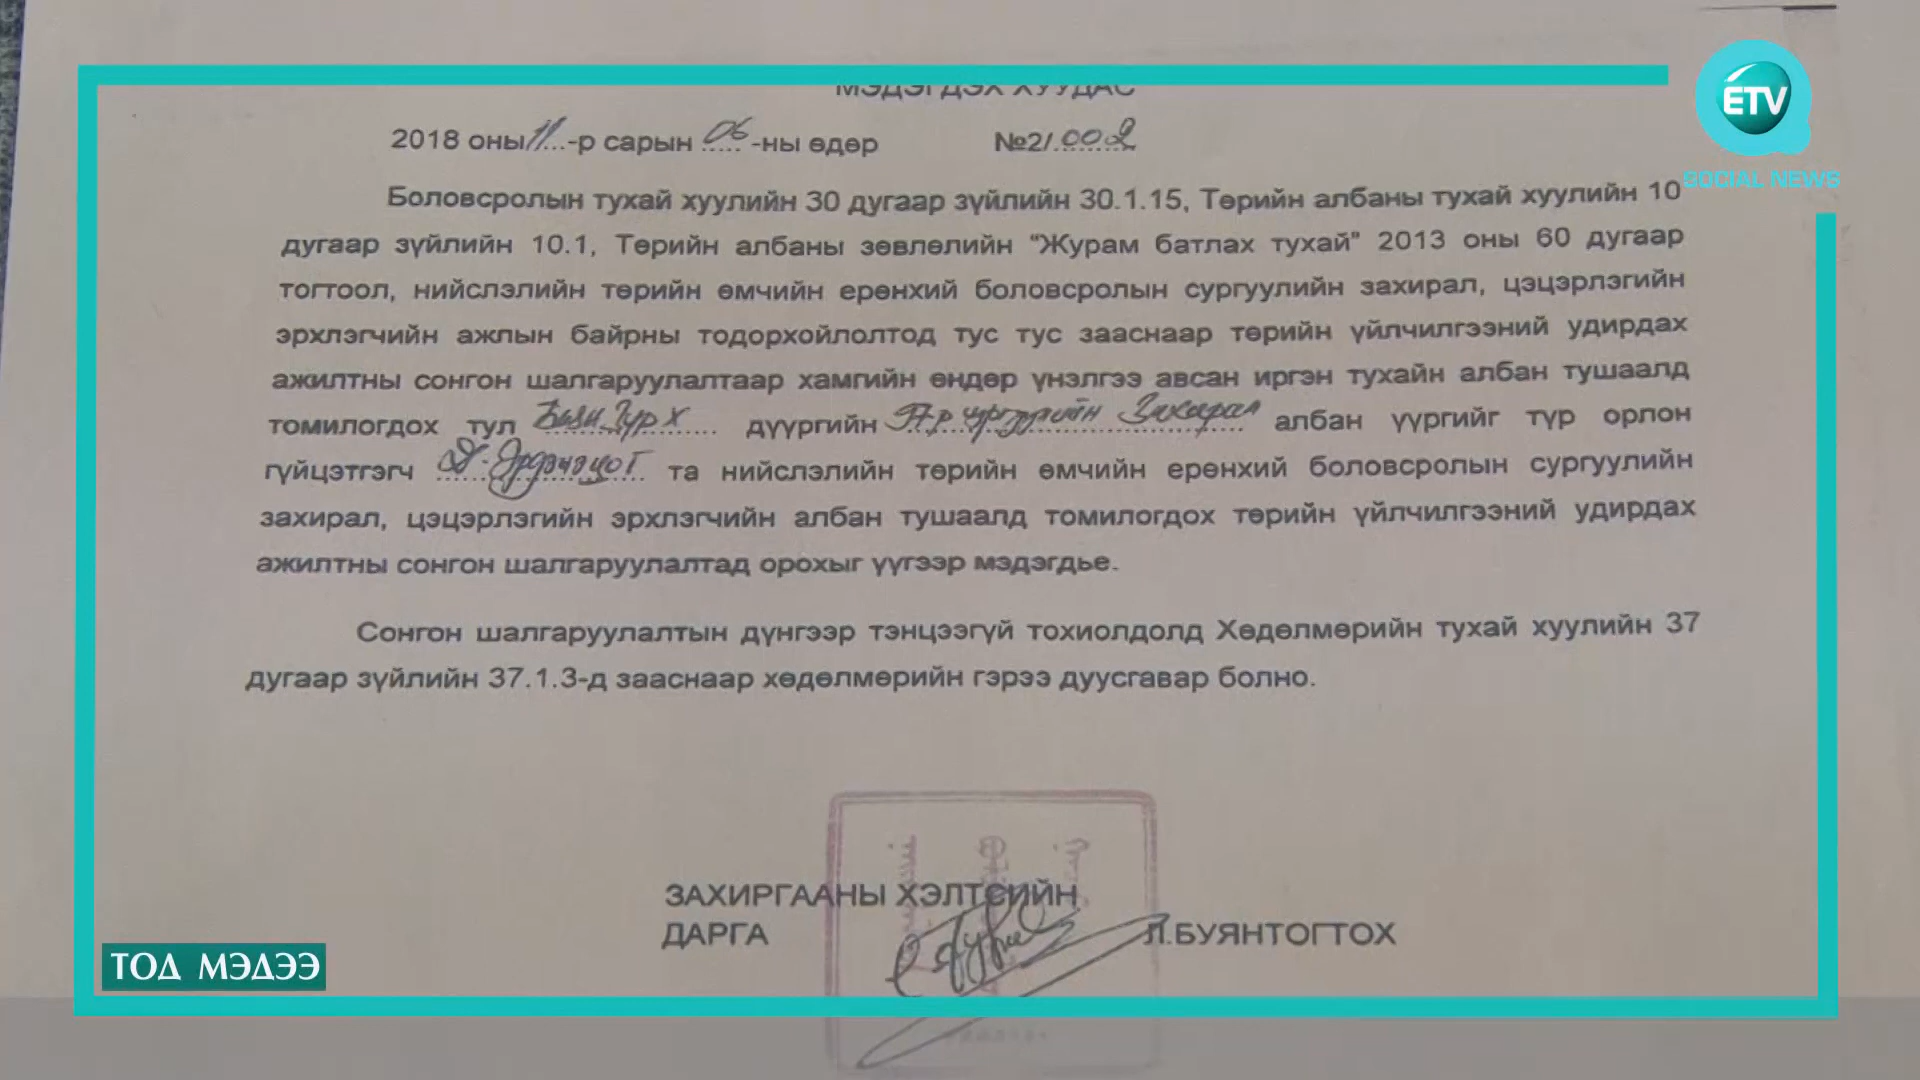 МЭДЭГДЭХ ХУУДАС
ETV
SOCIAL NEWS
2018 оны 11...-р сарын 06 -ны өдөр №2/.002
Боловсролын тухай хуулийн 30 дугаар зүйлийн 30.1.15, Төрийн албаны тухай хуулийн 10
дугаар зүйлийн 10.1, Төрийн албаны зөвлөлийн "Журам батлах тухай" 2013 оны 60 дугаар
тогтоол, нийслэлийн төрийн өмчийн ерөнхий боловсролын сургуулийн захирал, цэцэрлэгийн
эрхлэгчийн ажлын байрны тодорхойлолтод тус тус зааснаар төрийн үйлчилгээний удирдах
ажилтны сонгон шалгаруулалтаар хамгийн өндөр үнэлгээ авсан иргэн тухайн албан тушаалд
томилогдох тул дүүргийн сургуулийн Захирал албан үүргийг түр орлон
гүйцэтгэгч та нийслэлийн төрийн өмчийн ерөнхий боловсролын сургуулийн
захирал, цэцэрлэгийн эрхлэгчийн албан тушаалд томилогдох төрийн үйлчилгээний удирдах
ажилтны сонгон шалгаруулалтад орохыг үүгээр мэдэгдье.
Сонгон шалгаруулалтын дүнгээр тэнцээгүй тохиолдолд Хөдөлмөрийн тухай хуулийн 37
дугаар зүйлийн 37.1.3-д зааснаар хөдөлмөрийн гэрээ дуусгавар болно.
ЗАХИРГААНЫ ХЭЛТСИЙН
ДАРГА Л.БУЯНТОГТОХ
ТОД МЭДЭЭ